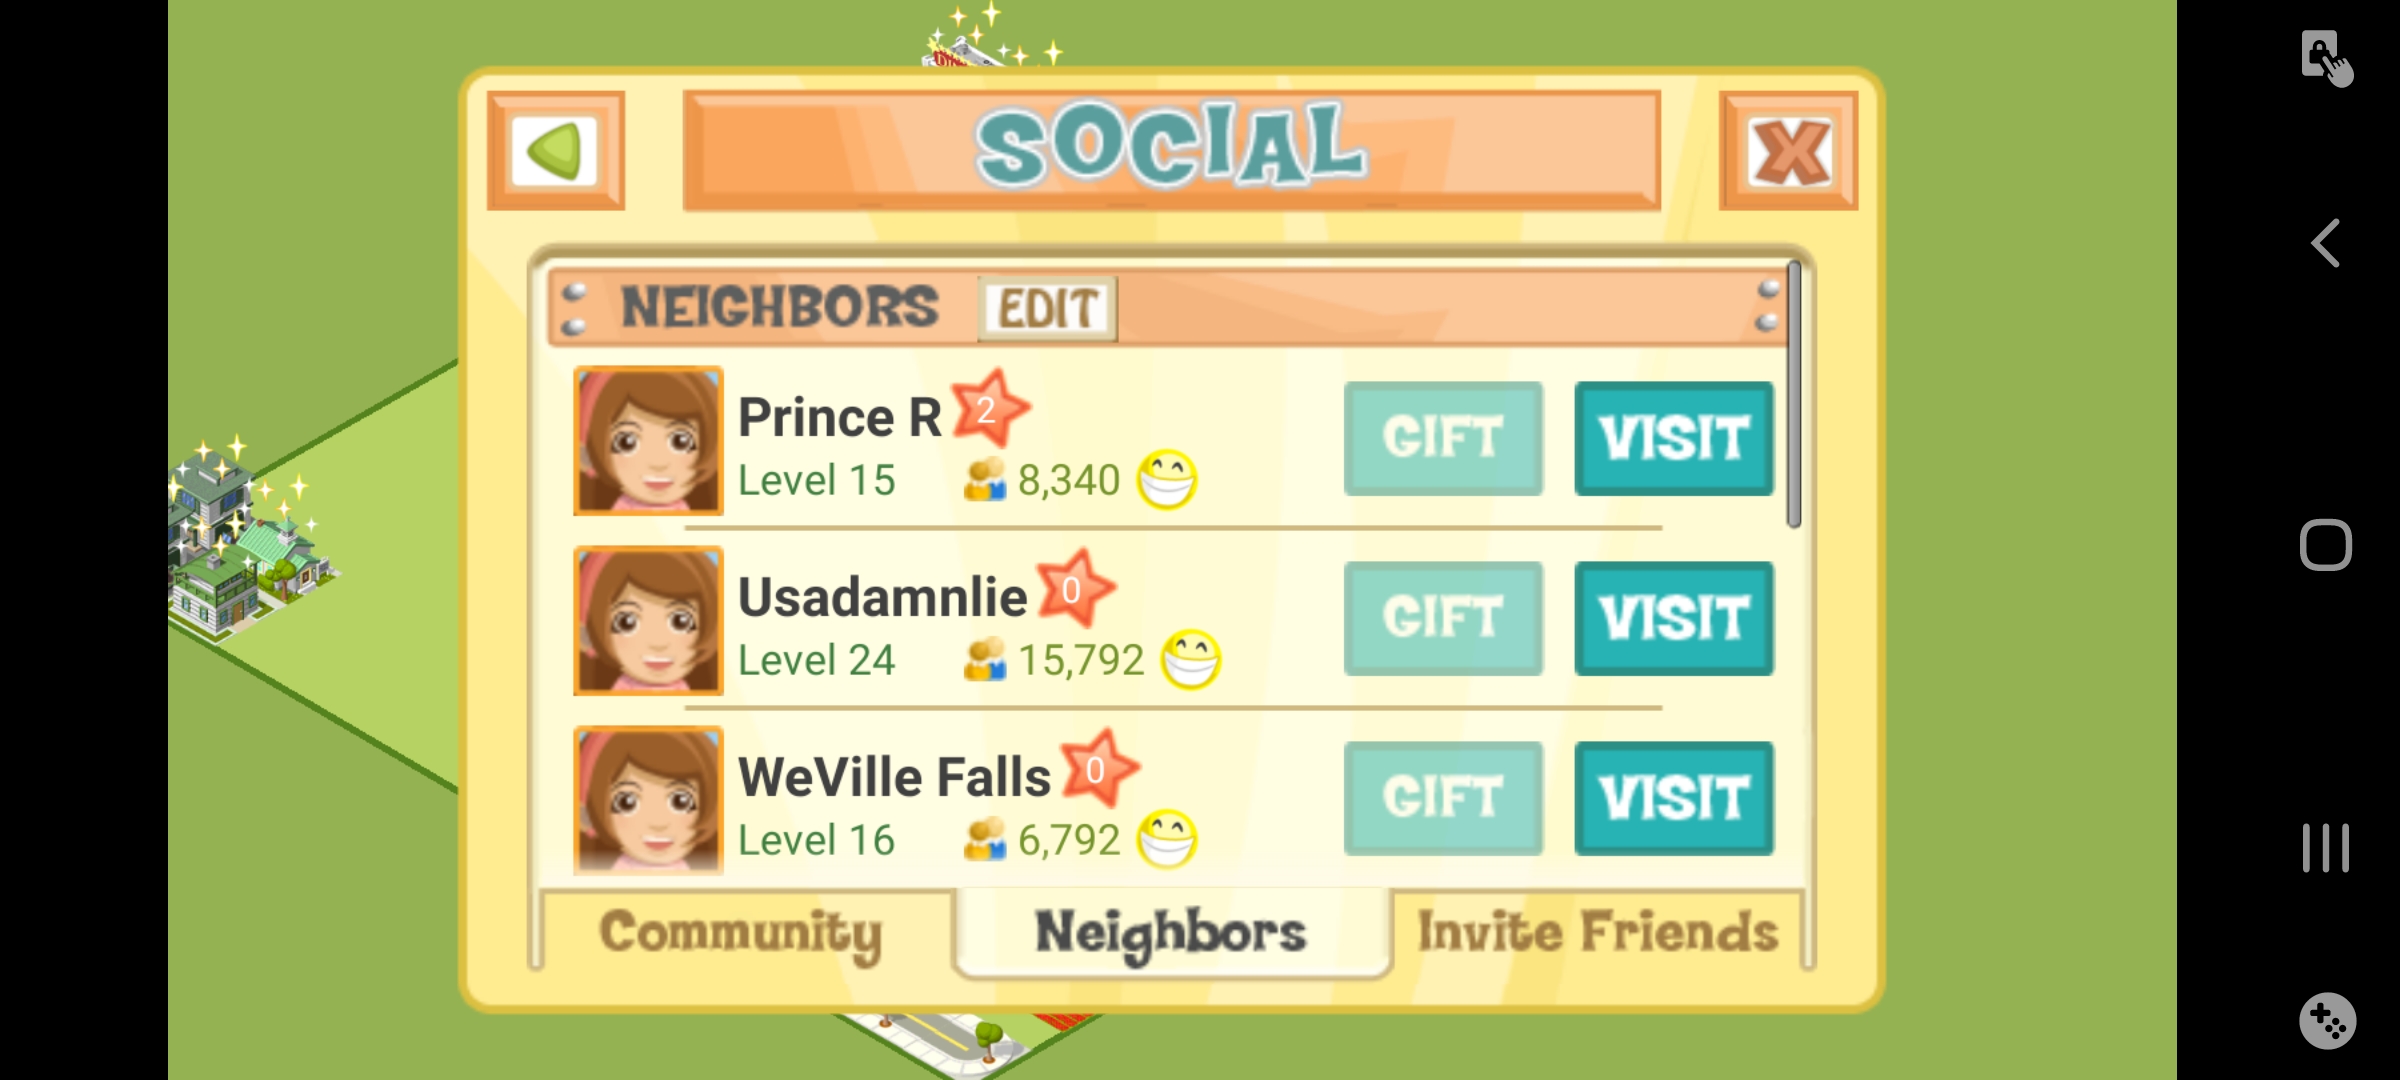 SOCIAL
NEIGHBORS EDIT
Prince R 2
Level 15 8,340
GIFT VISIT
Usadamnlie 0
Level 24 15,792
GIFT VISIT
WeVille Falls 0
Level 16 6,792
GIFT VISIT
Community Neighbors Invite Friends